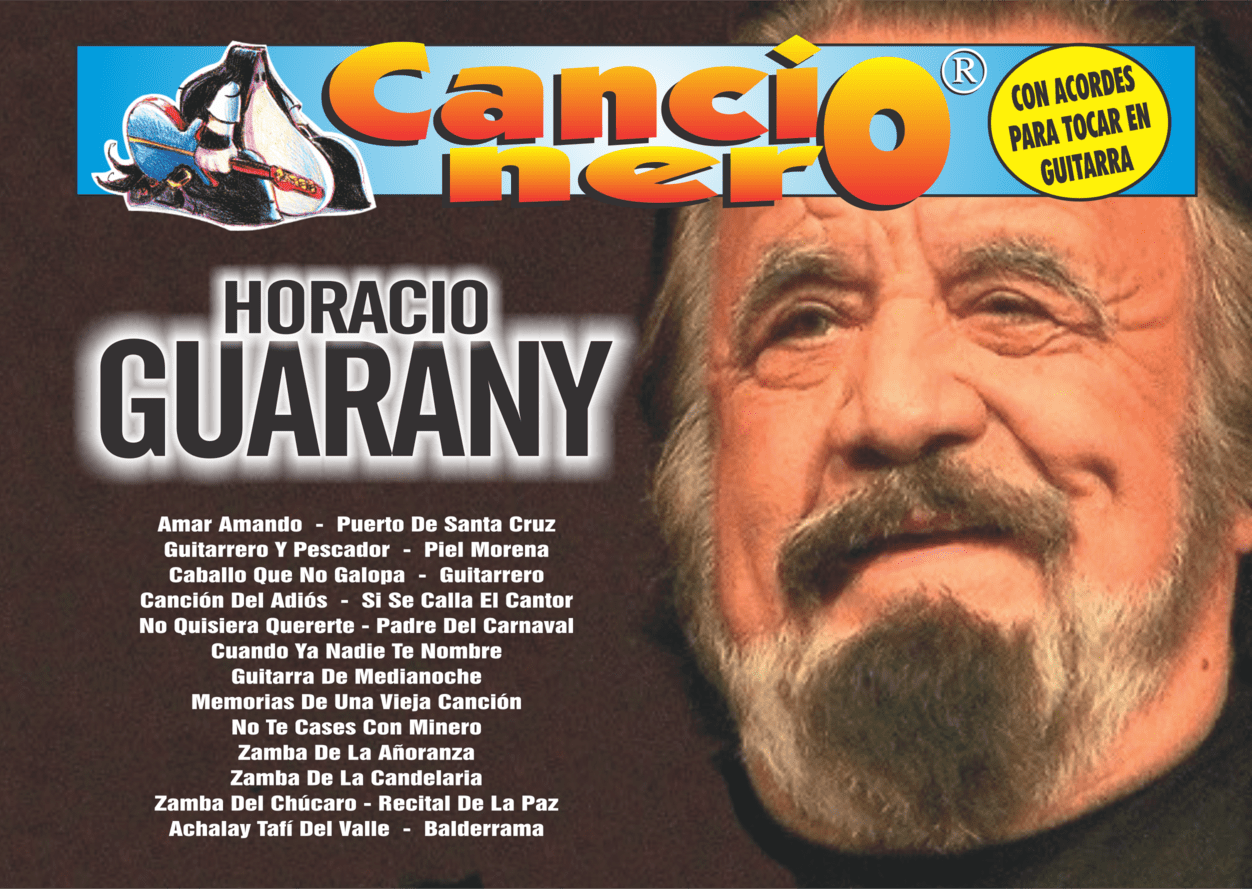 Canci
nerO
®
CON ACORDES
PARA TOCAR EN
GUITARRA
HORACIO
GUARANY
Amar Amando - Puerto De Santa Cruz
Guitarrero Y Pescador - Piel Morena
Caballo Que No Galopa - Guitarrero
Canción Del Adiós - Si Se Calla El Cantor
No Quisiera Quererte - Padre Del Carnaval
Cuando Ya Nadie Te Nombre
Guitarra De Medianoche
Memorias De Una Vieja Canción
No Te Cases Con Minero
Zamba De La Añoranza
Zamba De La Candelaria
Zamba Del Chúcaro - Recital De La Paz
Achalay Tafí Del Valle - Balderrama